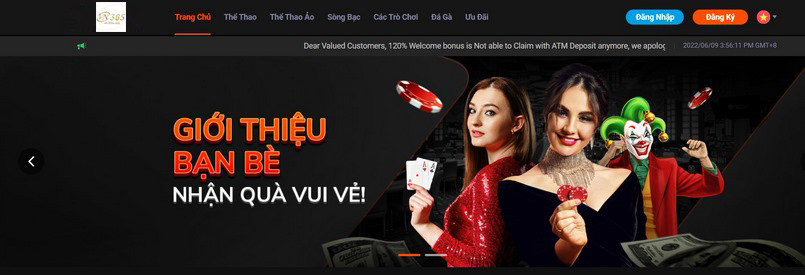 385
Trang Chủ Thể Thao Thể Thao Ảo Sòng Bạc Các Trò Chơi Đá Gà Ưu Đãi Đăng Nhập Đăng Ký
Dear Valued Customers, 120% Welcome bonus is Not able to Claim with ATM Deposit anymore, we apolog 2022/06/09 3:56:11 PM GMT+8
GIỚI THIỆU
BẠN BÈ
NHẬN QUÀ VUI VẺ!